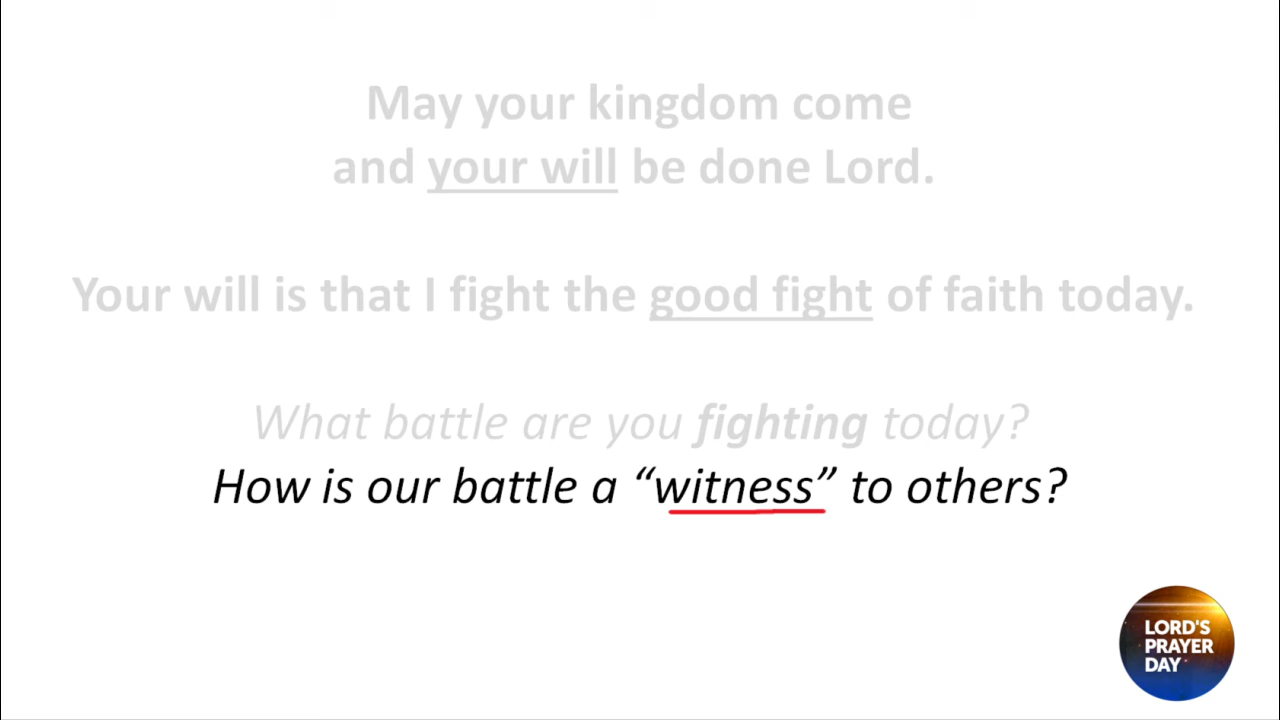 May your kingdom come
and your will be done Lord.
Your will is that I fight the good fight of faith today.
What battle are you fighting today?
How is our battle a “witness” to others?
LORD'S
PRAYER
DAY